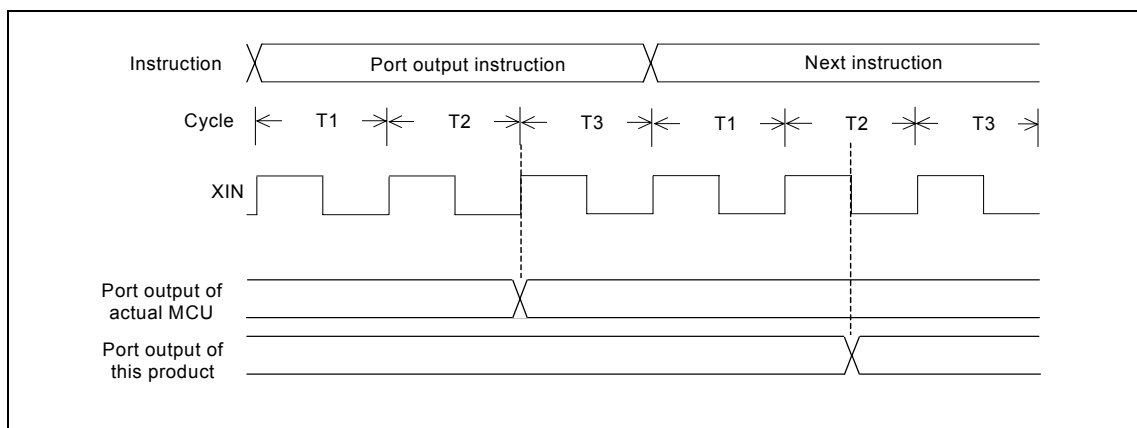 Instruction
Port output instruction
Next instruction
Cycle
T1
T2
T3
T1
T2
T3
XIN
Port output of
actual MCU
Port output of
this product